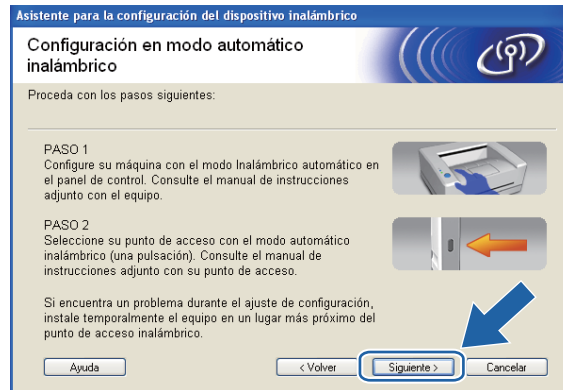 Asistente para la configuración del dispositivo inalámbrico
Configuración en modo automático
inalámbrico
Proceda con los pasos siguientes:
PASO 1
Configure su máquina con el modo Inalámbrico automático en
el panel de control. Consulte el manual de instrucciones
adjunto con el equipo.
PASO 2
Seleccione su punto de acceso con el modo automático
inalámbrico (una pulsación). Consulte el manual de
instrucciones adjunto con su punto de acceso.
Si encuentra un problema durante el ajuste de configuración,
instale temporalmente el equipo en un lugar más próximo del
punto de acceso inalámbrico.
Ayuda
< Volver
Siguiente >
Cancelar